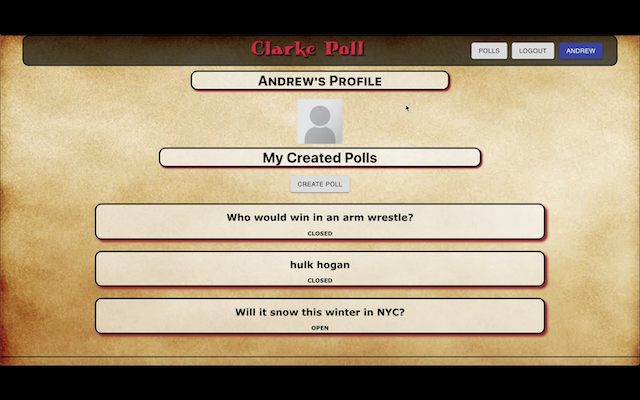 Clarke Poll
POLLS LOGOUT ANDREW
Andrew's Profile
My Created Polls
CREATE POLL
Who would win in an arm wrestle?
CLOSED
hulk hogan
CLOSED
Will it snow this winter in NYC?
OPEN